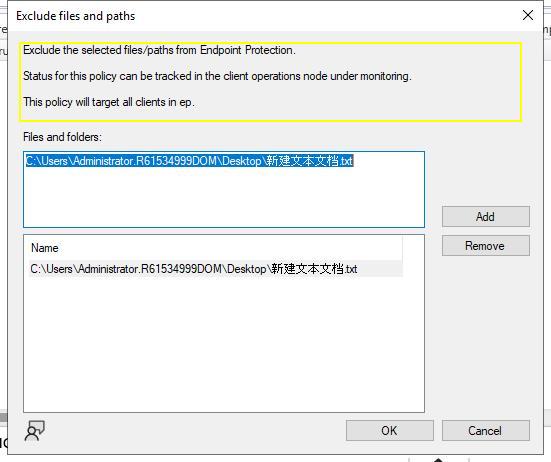 Exclude files and paths
Exclude the selected files/paths from Endpoint Protection.
Status for this policy can be tracked in the client operations node under monitoring.
This policy will target all clients in ep.
Files and folders:
C:\Users\Administrator.R61534999DOM\Desktop\新建文本文档.txt
Add
Remove
Name
C:\Users\Administrator.R61534999DOM\Desktop\新建文本文档.txt
OK
Cancel